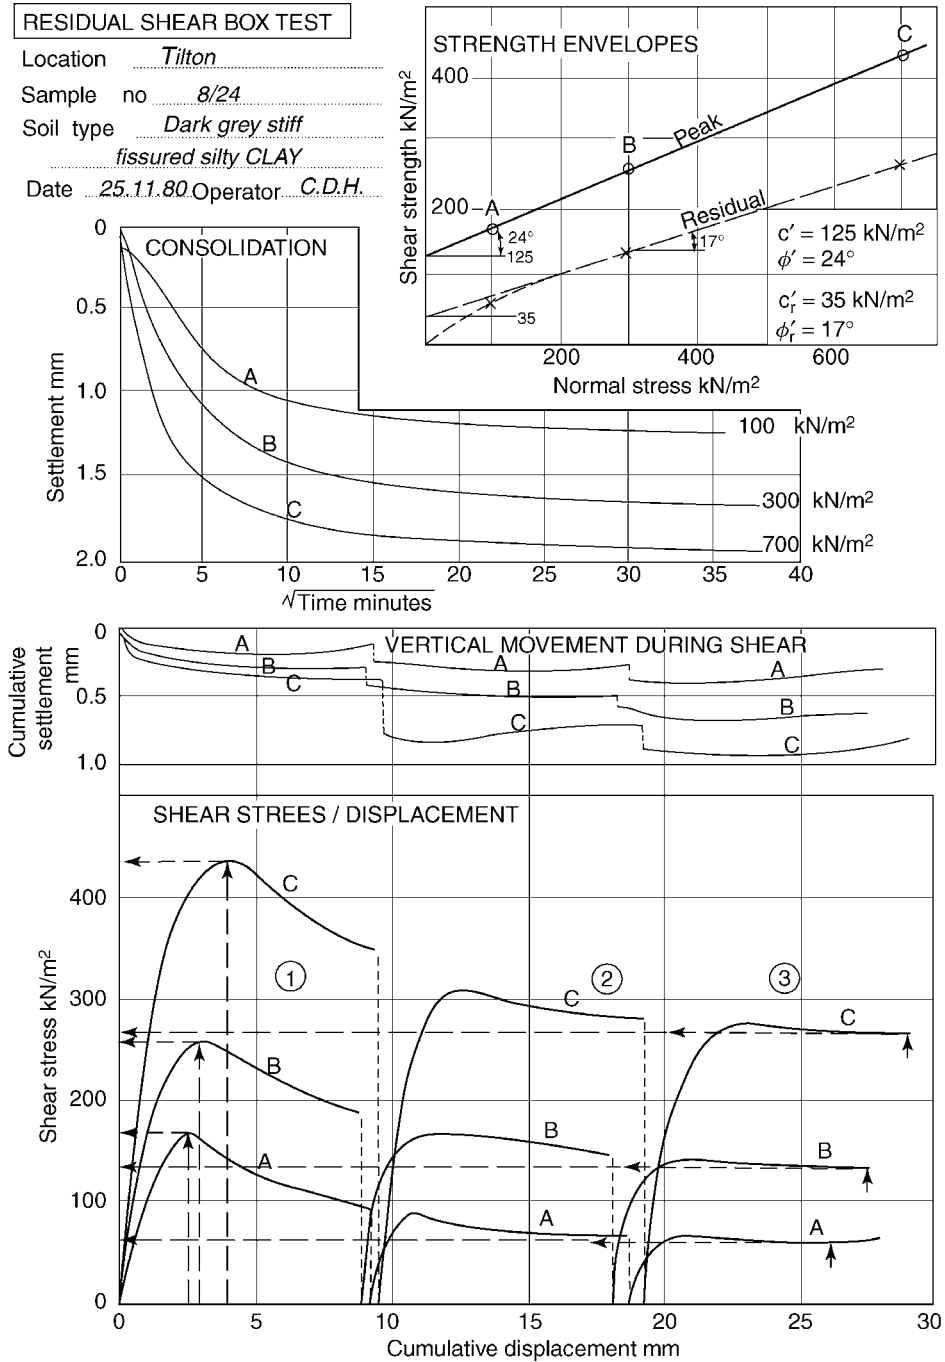 RESIDUAL SHEAR BOX TEST
Location Tilton
Sample no 8/24
Soil type Dark grey stiff
fissured silty CLAY
Date 25.11.80 Operator C.D.H.
STRENGTH ENVELOPES
Shear strength kN/m²
400
200
A
B
C
Peak
Residual
24°
125
17°
35
c′ = 125 kN/m²
ϕ′ = 24°
c′r = 35 kN/m²
ϕ′r = 17°
200 400 600
Normal stress kN/m²
CONSOLIDATION
Settlement mm
0
0.5
1.0
1.5
2.0
A
B
C
100 kN/m²
300 kN/m²
700 kN/m²
0 5 10 15 20 25 30 35 40
√Time minutes
VERTICAL MOVEMENT DURING SHEAR
Cumulative
settlement
mm
0
0.5
1.0
A
B
C
A
B
C
A
B
C
SHEAR STREES / DISPLACEMENT
Shear stress kN/m²
400
300
200
100
0
C
B
A
1
C
B
A
2
C
B
A
3
0 5 10 15 20 25 30
Cumulative displacement mm